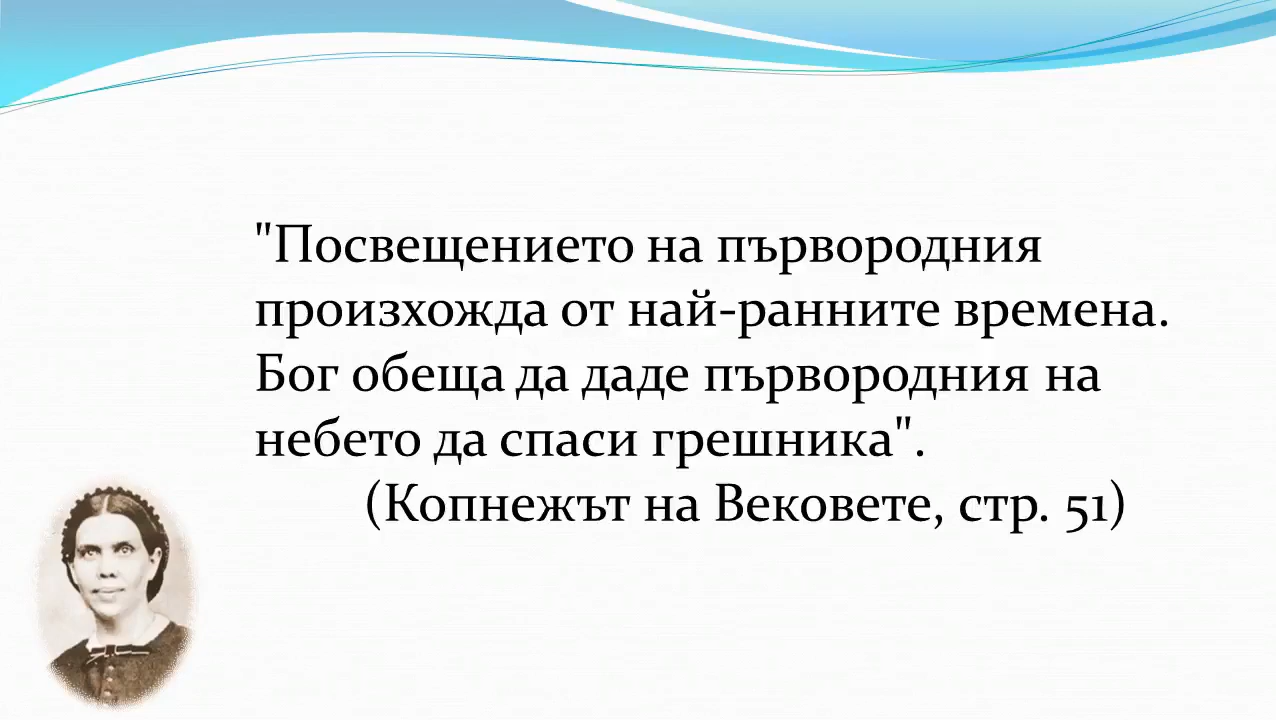 "Посвещението на първородния
произхожда от най-ранните времена.
Бог обеща да даде първородния на
небето да спаси грешника".
(Копнежът на Вековете, стр. 51)